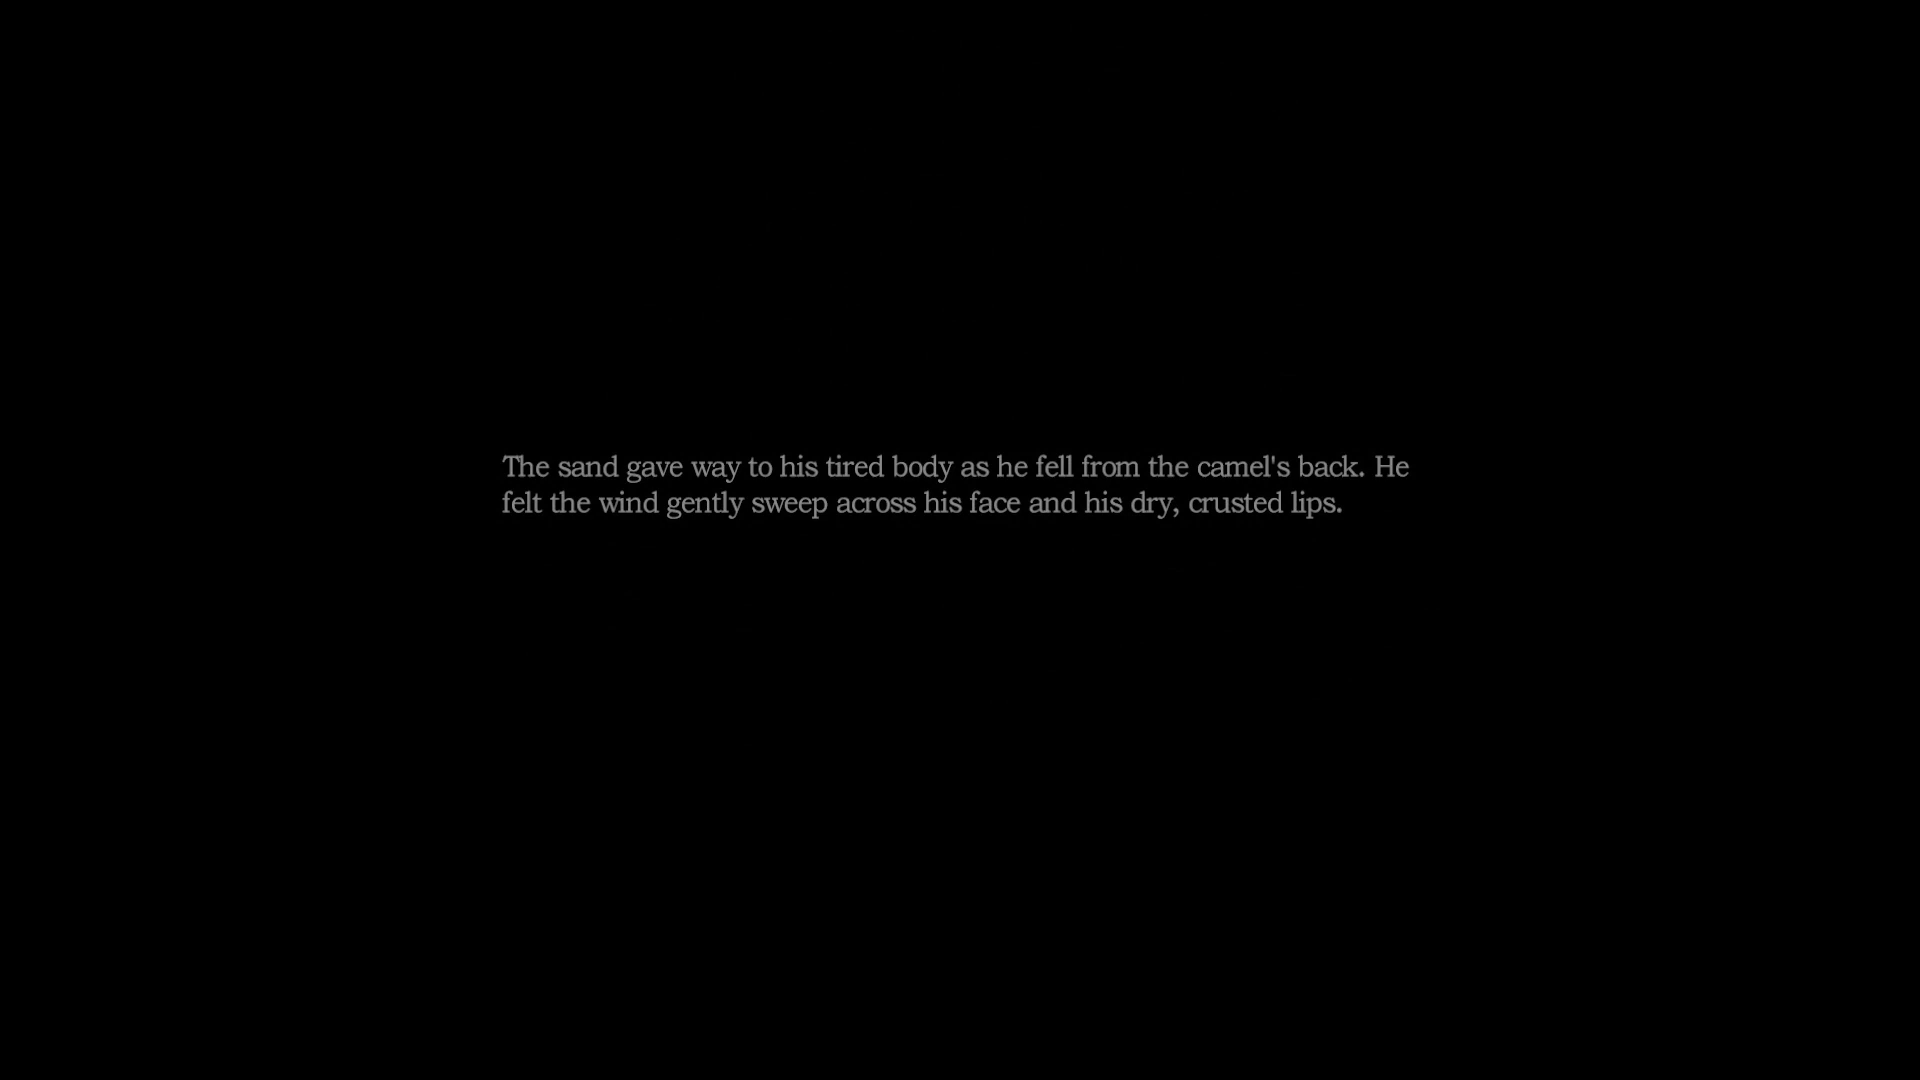 The sand gave way to his tired body as he fell from the camel's back. He
felt the wind gently sweep across his face and his dry, crusted lips.